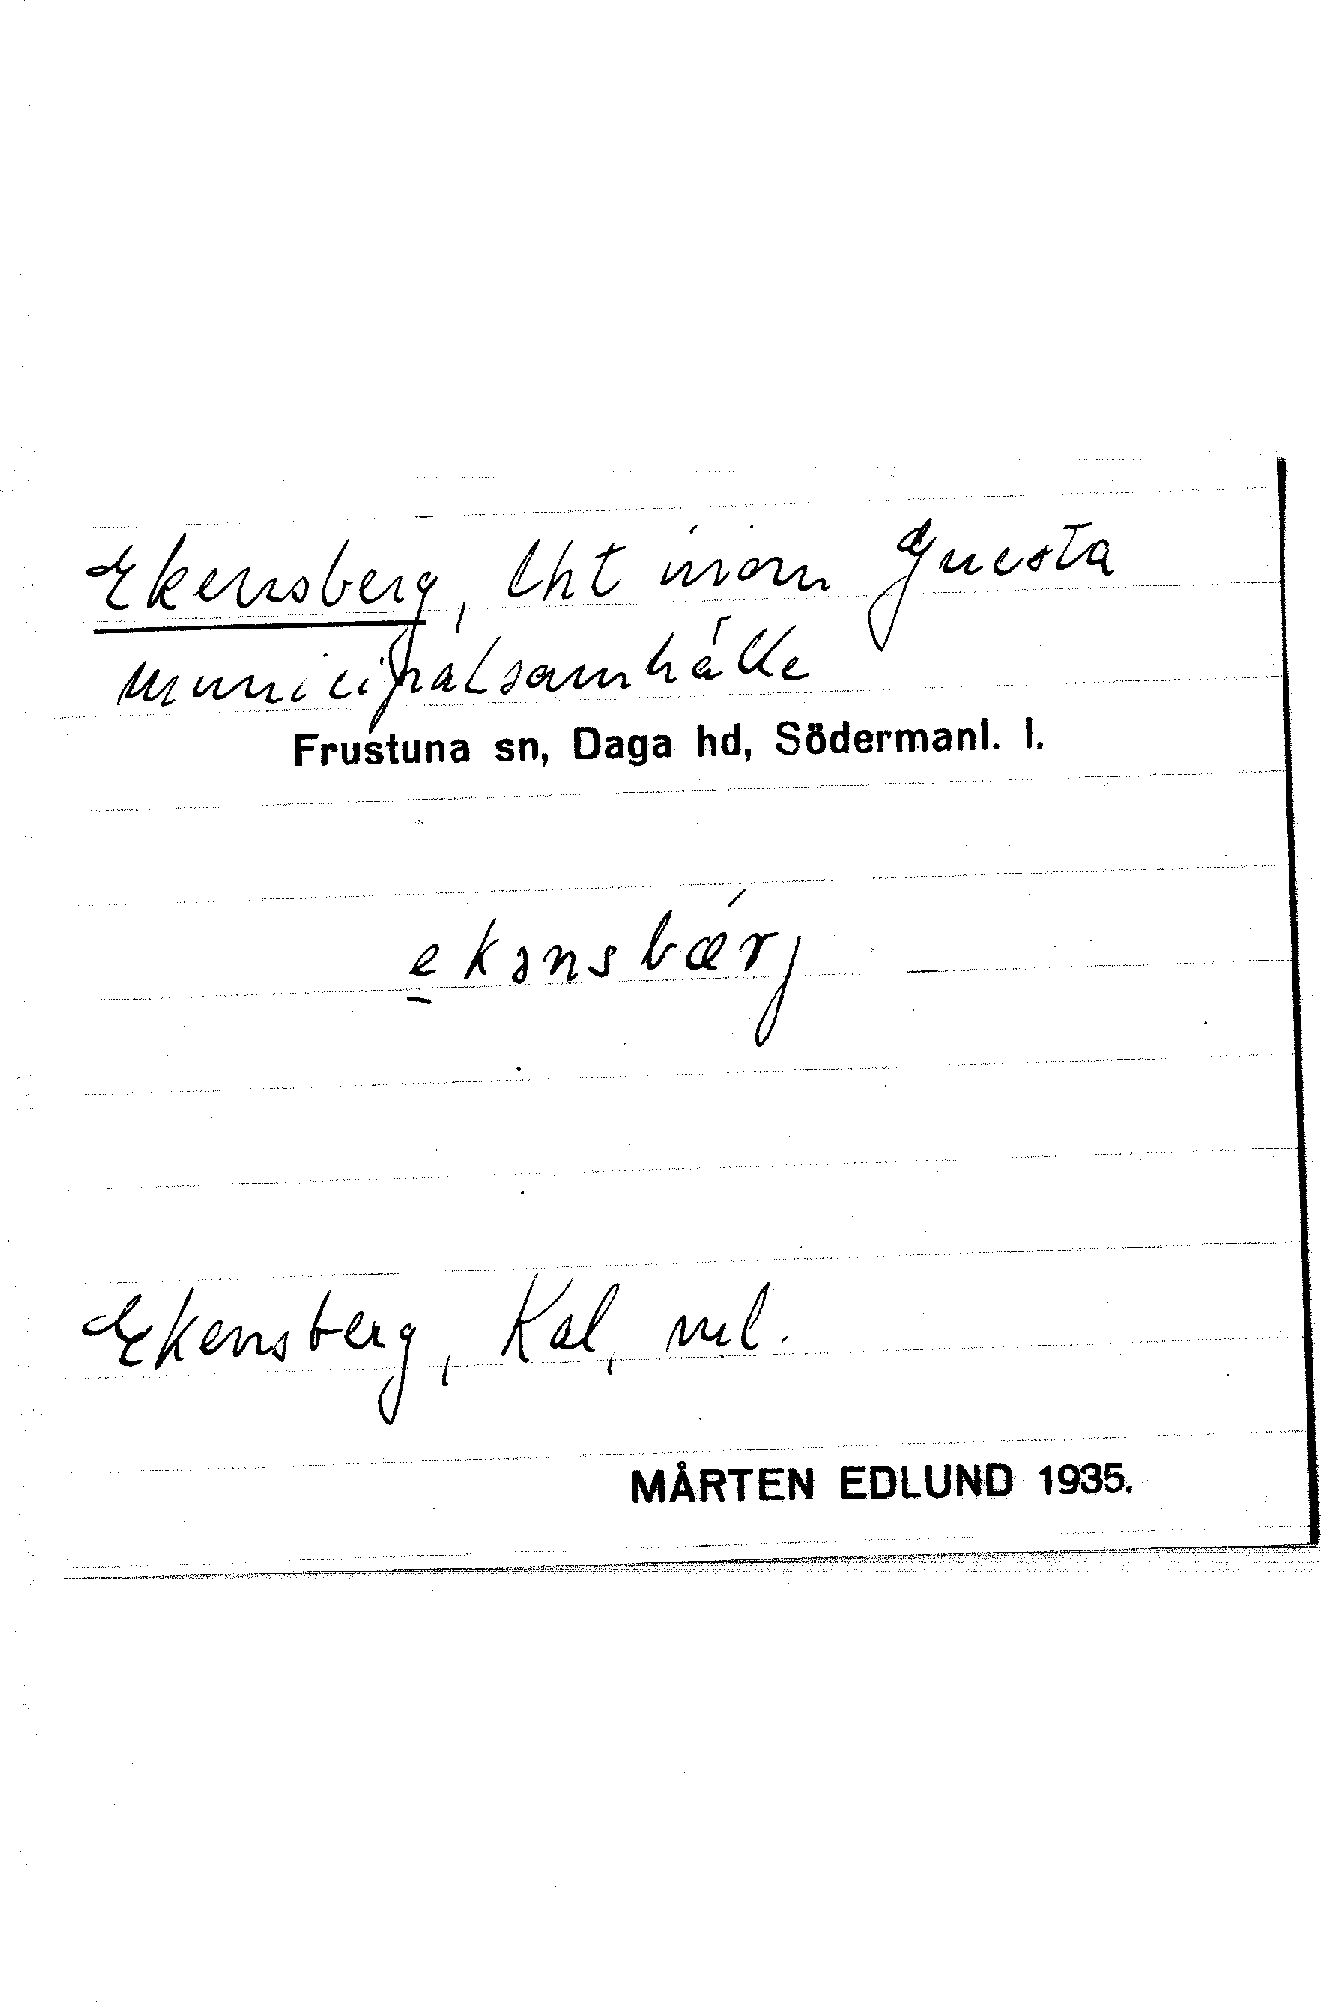 Ekensberg, lht inom Gnesta
municipalsamhälle
Frustuna sn, Daga hd, Södermanl. l.
ekənsbærj
Ekensberg, Kal, ml.
MÅRTEN EDLUND 1935.